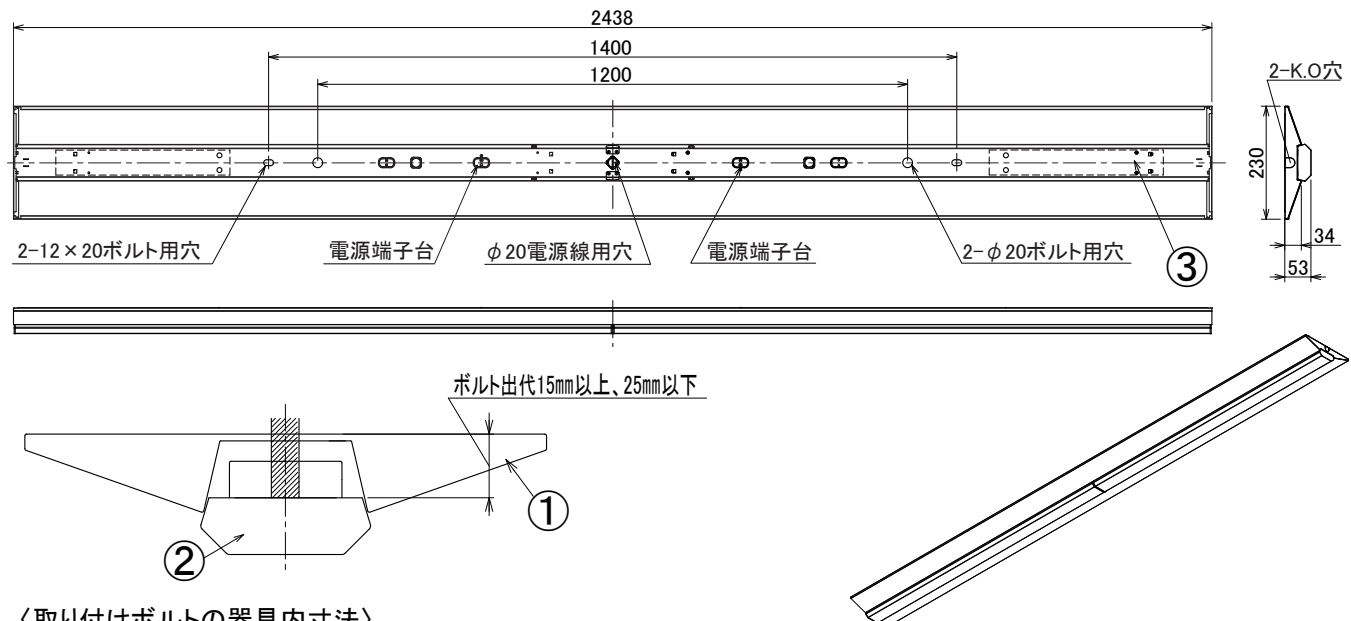 2438
1400
1200
2-K.O穴
230
34
53
2-12×20ボルト用穴
電源端子台
φ20電源線用穴
電源端子台
2-φ20ボルト用穴
③
ボルト出代15mm以上、25mm以下
①
②
〈取り付けボルトの器具内寸法〉